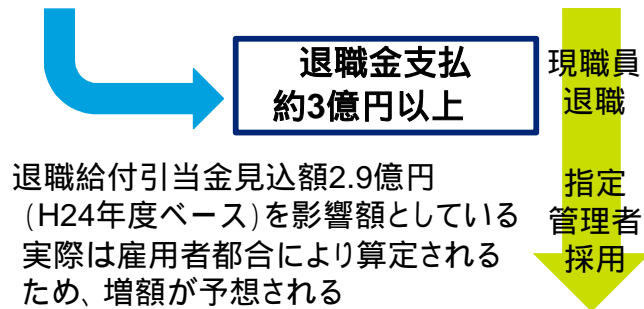 退職金支払
約3億円以上
現職員
退職
退職給付引当金見込額2.9億円
(H24年度ベース)を影響額としている
実際は雇用者都合により算定される
ため、増額が予想される
指定
管理者
採用